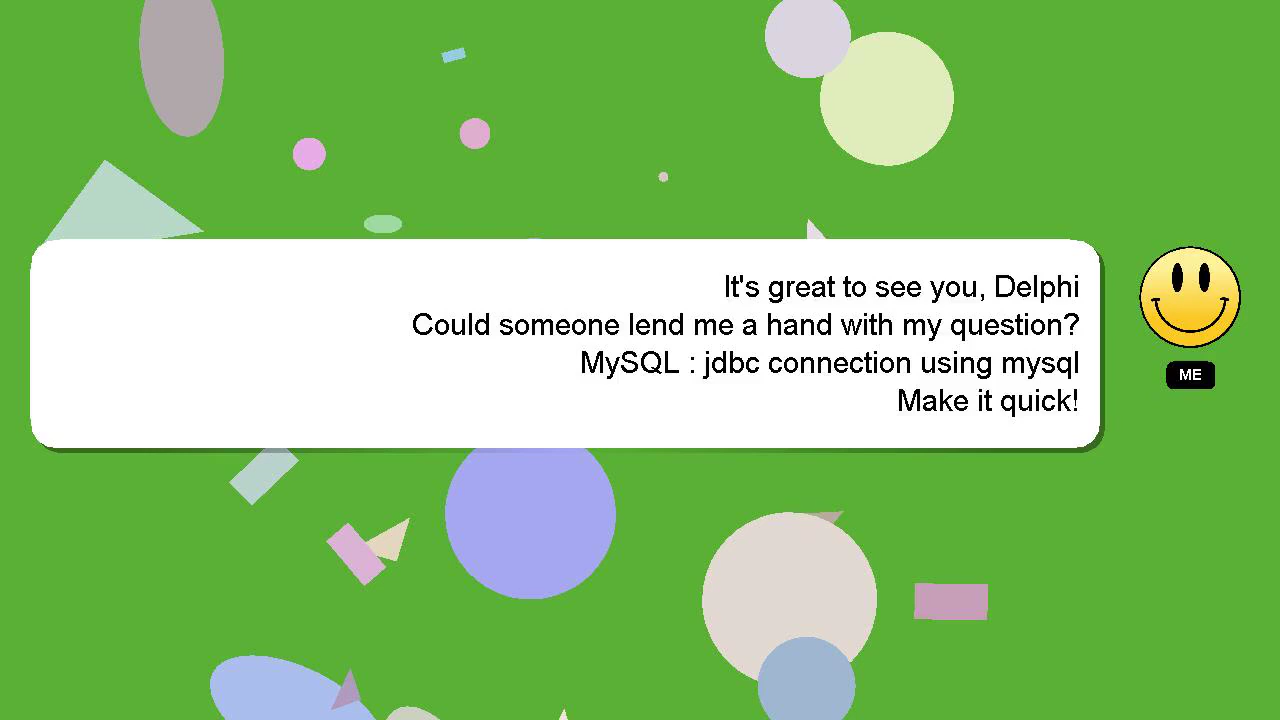 It's great to see you, Delphi
Could someone lend me a hand with my question?
MySQL : jdbc connection using mysql
Make it quick!
ME